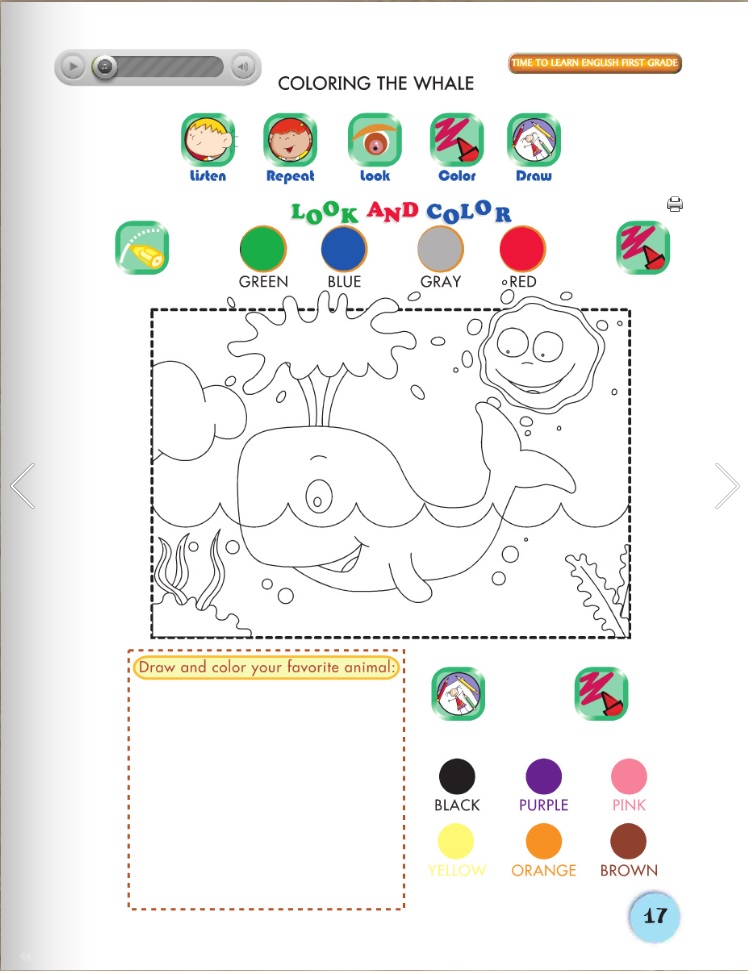 TIME TO LEARN ENGLISH FIRST GRADE
COLORING THE WHALE
Listen Repeat Look Color Draw
LOOK AND COLOR
GREEN BLUE GRAY RED
Draw and color your favorite animal:
BLACK PURPLE PINK
YELLOW ORANGE BROWN
17